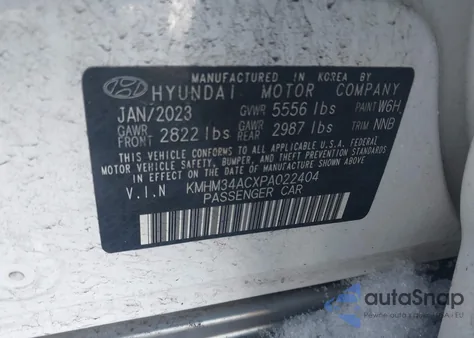 MANUFACTURED IN KOREA BY
HYUNDAI MOTOR COMPANY
JAN/2023 GVWR 5556 lbs PAINT W6H
GAWR FRONT 2822 lbs GAWR REAR 2987 lbs TRIM NNB
THIS VEHICLE CONFORMS TO ALL APPLICABLE U.S.A. FEDERAL
MOTOR VEHICLE SAFETY, BUMPER, AND THEFT PREVENTION STANDARDS
IN EFFECT ON THE DATE OF MANUFACTURE SHOWN ABOVE.
V.I.N KMHM34ACXPA022404
PASSENGER CAR
autoSnap
Pewne auto z